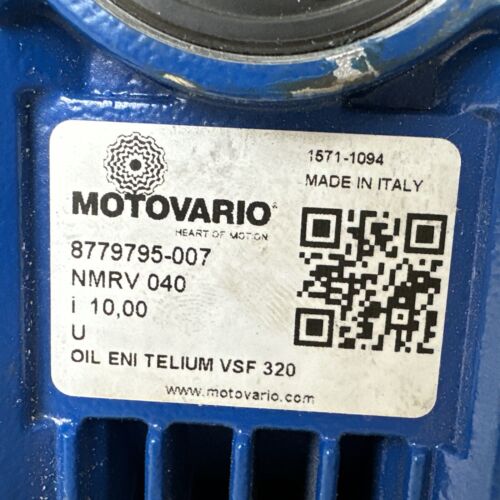 1571-1094
MADE IN ITALY
MOTOVARIO
HEART OF MOTION
8779795-007
NMRV 040
i 10,00
U
OIL ENI TELIUM VSF 320
www.motovario.com